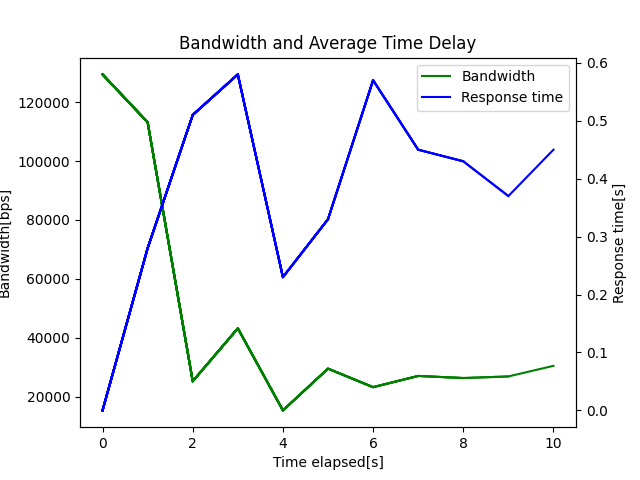 Bandwidth and Average Time Delay
Bandwidth
Response time
120000
100000
80000
60000
40000
20000
Bandwidth[bps]
0.6
0.5
0.4
0.3
0.2
0.1
0.0
Response time[s]
0 2 4 6 8 10
Time elapsed[s]